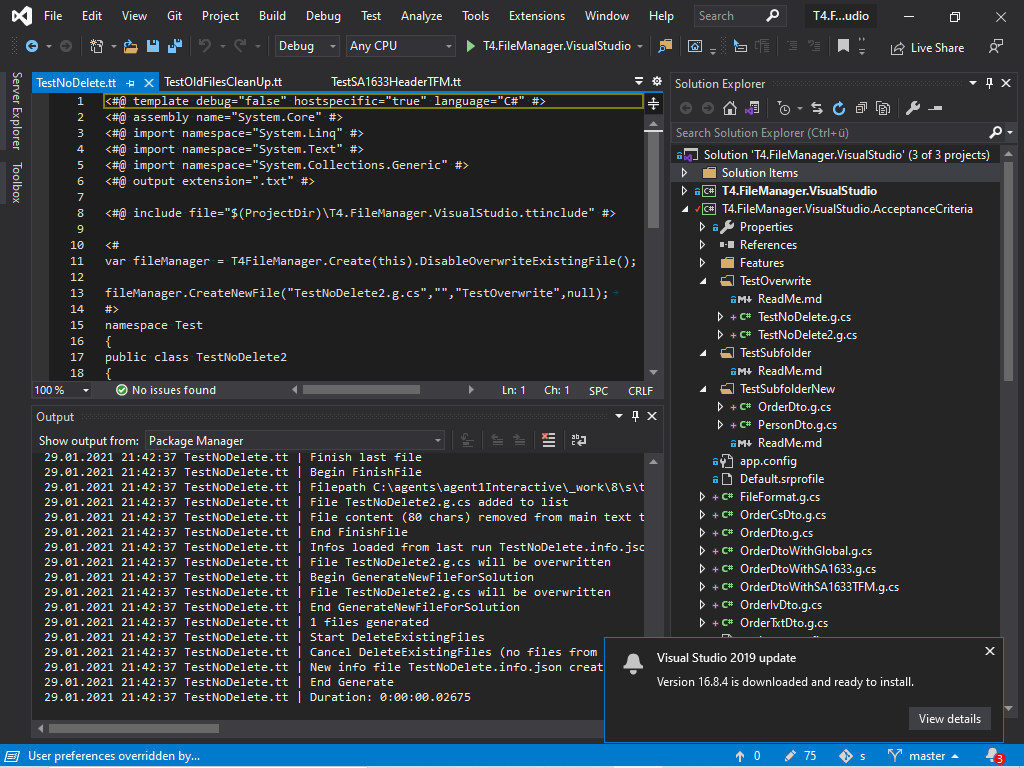 File Edit View Git Project Build Debug Test Analyze Tools Extensions Window Help Search T4.F...udio
Debug Any CPU T4.FileManager.VisualStudio Live Share
Server Explorer
Toolbox
TestNoDelete.tt TestOldFilesCleanUp.tt TestSA1633HeaderTFM.tt
1 <#@ template debug="false" hostspecific="true" language="C#" #>
2 <#@ assembly name="System.Core" #>
3 <#@ import namespace="System.Linq" #>
4 <#@ import namespace="System.Text" #>
5 <#@ import namespace="System.Collections.Generic" #>
6 <#@ output extension=".txt" #>
7
8 <#@ include file="$(ProjectDir)\T4.FileManager.VisualStudio.ttinclude" #>
9
10 <#
11 var fileManager = T4FileManager.Create(this).DisableOverwriteExistingFile();
12
13 fileManager.CreateNewFile("TestNoDelete2.g.cs","","TestOverwrite",null);
14 #>
15 namespace Test
16 {
17 public class TestNoDelete2
18 {
100 % No issues found Ln: 1 Ch: 1 SPC CRLF
Output
Show output from: Package Manager
29.01.2021 21:42:37 TestNoDelete.tt | Finish last file
29.01.2021 21:42:37 TestNoDelete.tt | Begin FinishFile
29.01.2021 21:42:37 TestNoDelete.tt | Filepath C:\agents\agent1Interactive\_work\8\s\t
29.01.2021 21:42:37 TestNoDelete.tt | File TestNoDelete2.g.cs added to list
29.01.2021 21:42:37 TestNoDelete.tt | File content (80 chars) removed from main text t
29.01.2021 21:42:37 TestNoDelete.tt | End FinishFile
29.01.2021 21:42:37 TestNoDelete.tt | Infos loaded from last run TestNoDelete.info.jso
29.01.2021 21:42:37 TestNoDelete.tt | File TestNoDelete2.g.cs will be overwritten
29.01.2021 21:42:37 TestNoDelete.tt | Begin GenerateNewFileForSolution
29.01.2021 21:42:37 TestNoDelete.tt | File TestNoDelete2.g.cs will be overwritten
29.01.2021 21:42:37 TestNoDelete.tt | End GenerateNewFileForSolution
29.01.2021 21:42:37 TestNoDelete.tt | 1 files generated
29.01.2021 21:42:37 TestNoDelete.tt | Start DeleteExistingFiles
29.01.2021 21:42:37 TestNoDelete.tt | Cancel DeleteExistingFiles (no files from
29.01.2021 21:42:37 TestNoDelete.tt | New info file TestNoDelete.info.json creat
29.01.2021 21:42:37 TestNoDelete.tt | End Generate
29.01.2021 21:42:37 TestNoDelete.tt | Duration: 0:00:00.02675
Solution Explorer
Search Solution Explorer (Ctrl+ü)
Solution 'T4.FileManager.VisualStudio' (3 of 3 projects)
Solution Items
C# T4.FileManager.VisualStudio
C# T4.FileManager.VisualStudio.AcceptanceCriteria
Properties
References
Features
TestOverwrite
M+ ReadMe.md
+ C# TestNoDelete.g.cs
+ C# TestNoDelete2.g.cs
TestSubfolder
M+ ReadMe.md
TestSubfolderNew
+ C# OrderDto.g.cs
+ C# PersonDto.g.cs
M+ ReadMe.md
app.config
Default.srprofile
+ C# FileFormat.g.cs
+ C# OrderCsDto.g.cs
+ C# OrderDto.g.cs
+ C# OrderDtoWithGlobal.g.cs
+ C# OrderDtoWithSA1633.g.cs
+ C# OrderDtoWithSA1633TFM.g.cs
+ C# OrderIvDto.g.cs
+ C# OrderTxtDto.g.cs
Visual Studio 2019 update
Version 16.8.4 is downloaded and ready to install.
View details
User preferences overridden by... 0 75 s master 3